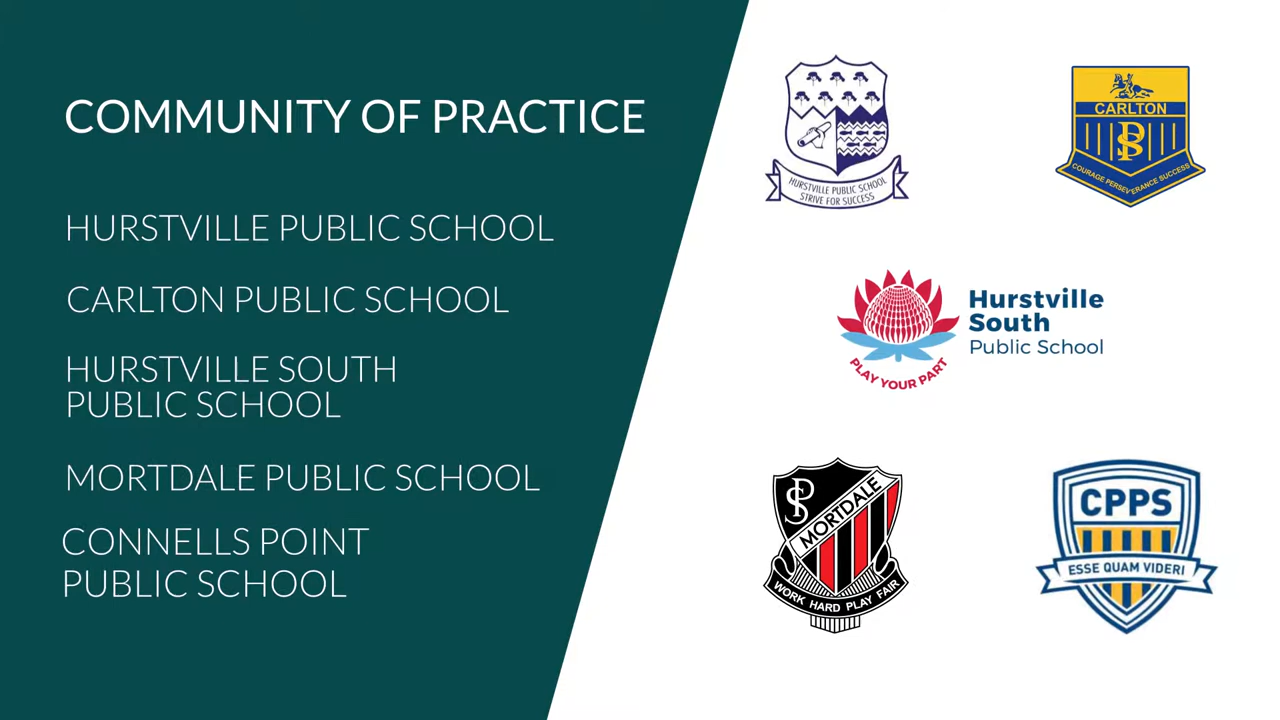 COMMUNITY OF PRACTICE
HURSTVILLE PUBLIC SCHOOL
CARLTON PUBLIC SCHOOL
HURSTVILLE SOUTH
PUBLIC SCHOOL
MORTDALE PUBLIC SCHOOL
CONNELLS POINT
PUBLIC SCHOOL
HURSTVILLE PUBLIC SCHOOL
STRIVE FOR SUCCESS
CARLTON
PS
COURAGE PERSEVERANCE SUCCESS
Hurstville
South
Public School
PLAY YOUR PART
PS
MORTDALE
WORK HARD PLAY FAIR
CPPS
ESSE QUAM VIDERI